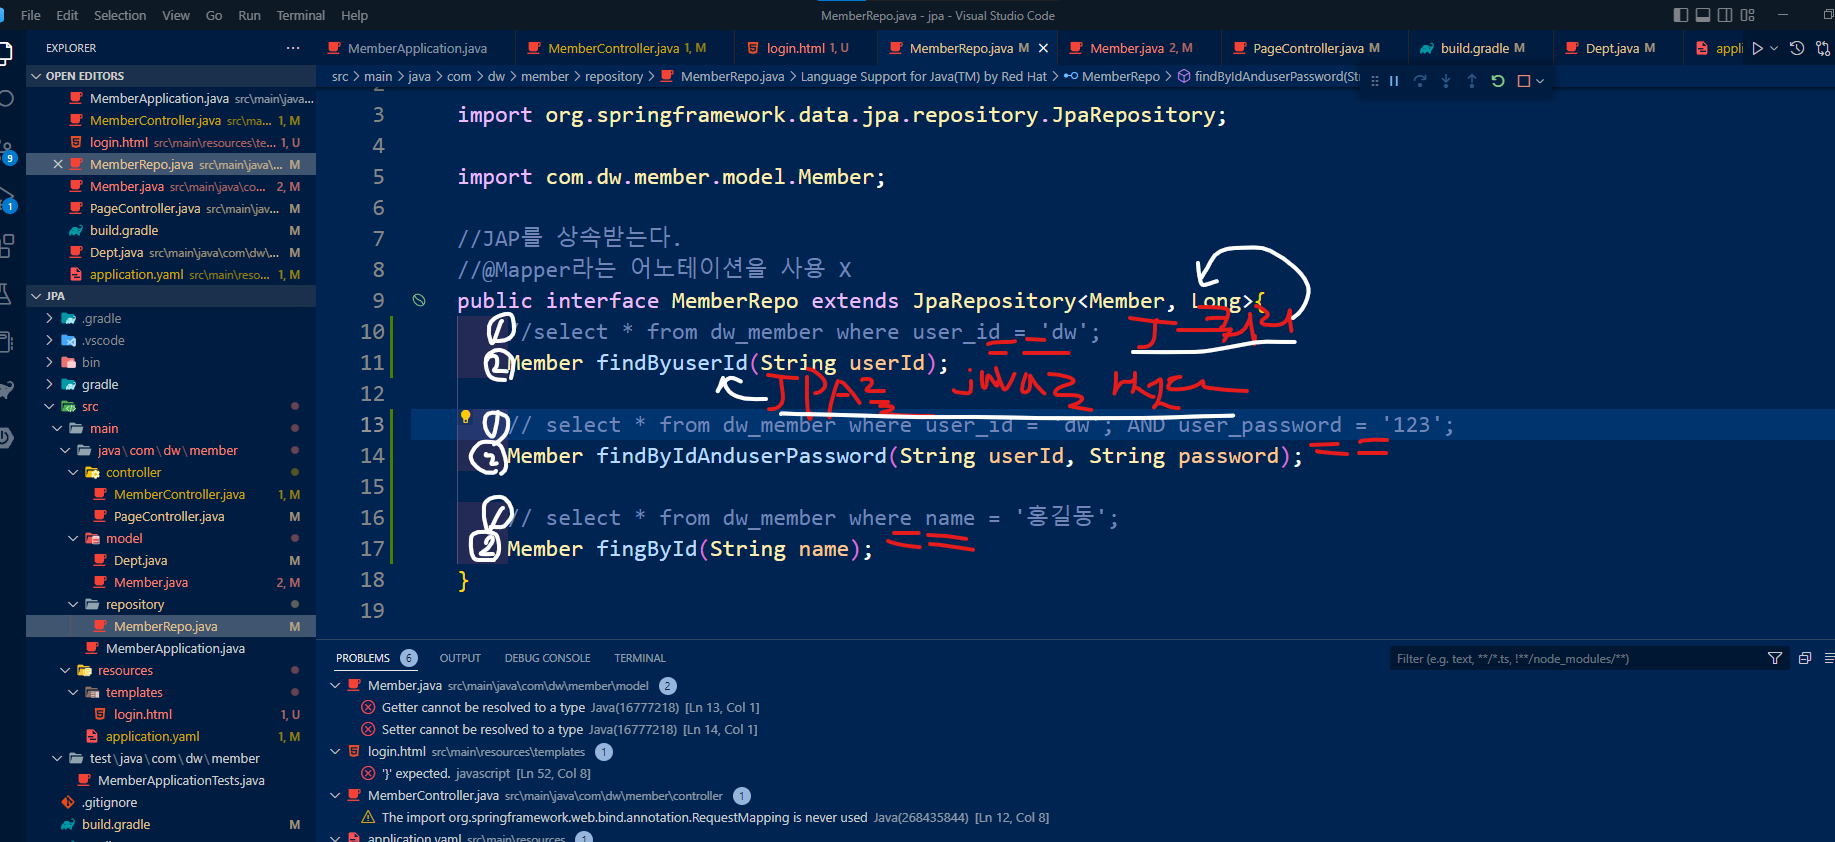 File Edit Selection View Go Run Terminal Help
MemberRepo.java - jpa - Visual Studio Code
EXPLORER
OPEN EDITORS
MemberApplication.java src\main\java...
MemberController.java src\ma... 1, M
login.html src\main\resources\te... 1, U
MemberRepo.java src\main\java\... M
Member.java src\main\java\co... 2, M
PageController.java src\main\jav... M
build.gradle M
Dept.java src\main\java\com\dw\... M
application.yaml src\main\reso... 1, M
JPA
.gradle
.vscode
bin
gradle
src
main
java\com\dw\member
controller
MemberController.java 1, M
PageController.java M
model
Dept.java M
Member.java 2, M
repository
MemberRepo.java M
MemberApplication.java
resources
templates
login.html 1, U
application.yaml 1, M
test\java\com\dw\member
MemberApplicationTests.java
.gitignore
build.gradle M
9
1
MemberApplication.java MemberController.java 1, M login.html 1, U MemberRepo.java M Member.java 2, M PageController.java M build.gradle M Dept.java M appli
src > main > java > com > dw > member > repository > MemberRepo.java > Language Support for Java(TM) by Red Hat > MemberRepo > findByIdAnduserPassword(Str
3 import org.springframework.data.jpa.repository.JpaRepository;
4
5 import com.dw.member.model.Member;
6
7 //JAP를 상속받는다.
8 //@Mapper라는 어노테이션을 사용 X
9 public interface MemberRepo extends JpaRepository<Member, Long>{
10 ① //select * from dw_member where user_id = 'dw';
11 ② Member findByuserId(String userId);
12
JPA
java
13 ① // select * from dw_member where user_id = 'dw'; AND user_password = '123';
14 ② Member findByIdAnduserPassword(String userId, String password);
15
16 ① // select * from dw_member where name = '홍길동';
17 ② Member fingById(String name);
18 }
19
PROBLEMS 6 OUTPUT DEBUG CONSOLE TERMINAL
Filter (e.g. text, **/*.ts, !**/node_modules/**)
Member.java src\main\java\com\dw\member\model 2
Getter cannot be resolved to a type Java(16777218) [Ln 13, Col 1]
Setter cannot be resolved to a type Java(16777218) [Ln 14, Col 1]
login.html src\main\resources\templates 1
'}' expected. javascript [Ln 52, Col 8]
MemberController.java src\main\java\com\dw\member\controller 1
The import org.springframework.web.bind.annotation.RequestMapping is never used Java(268435844) [Ln 12, Col 8]
application.yaml src\main\resources 1